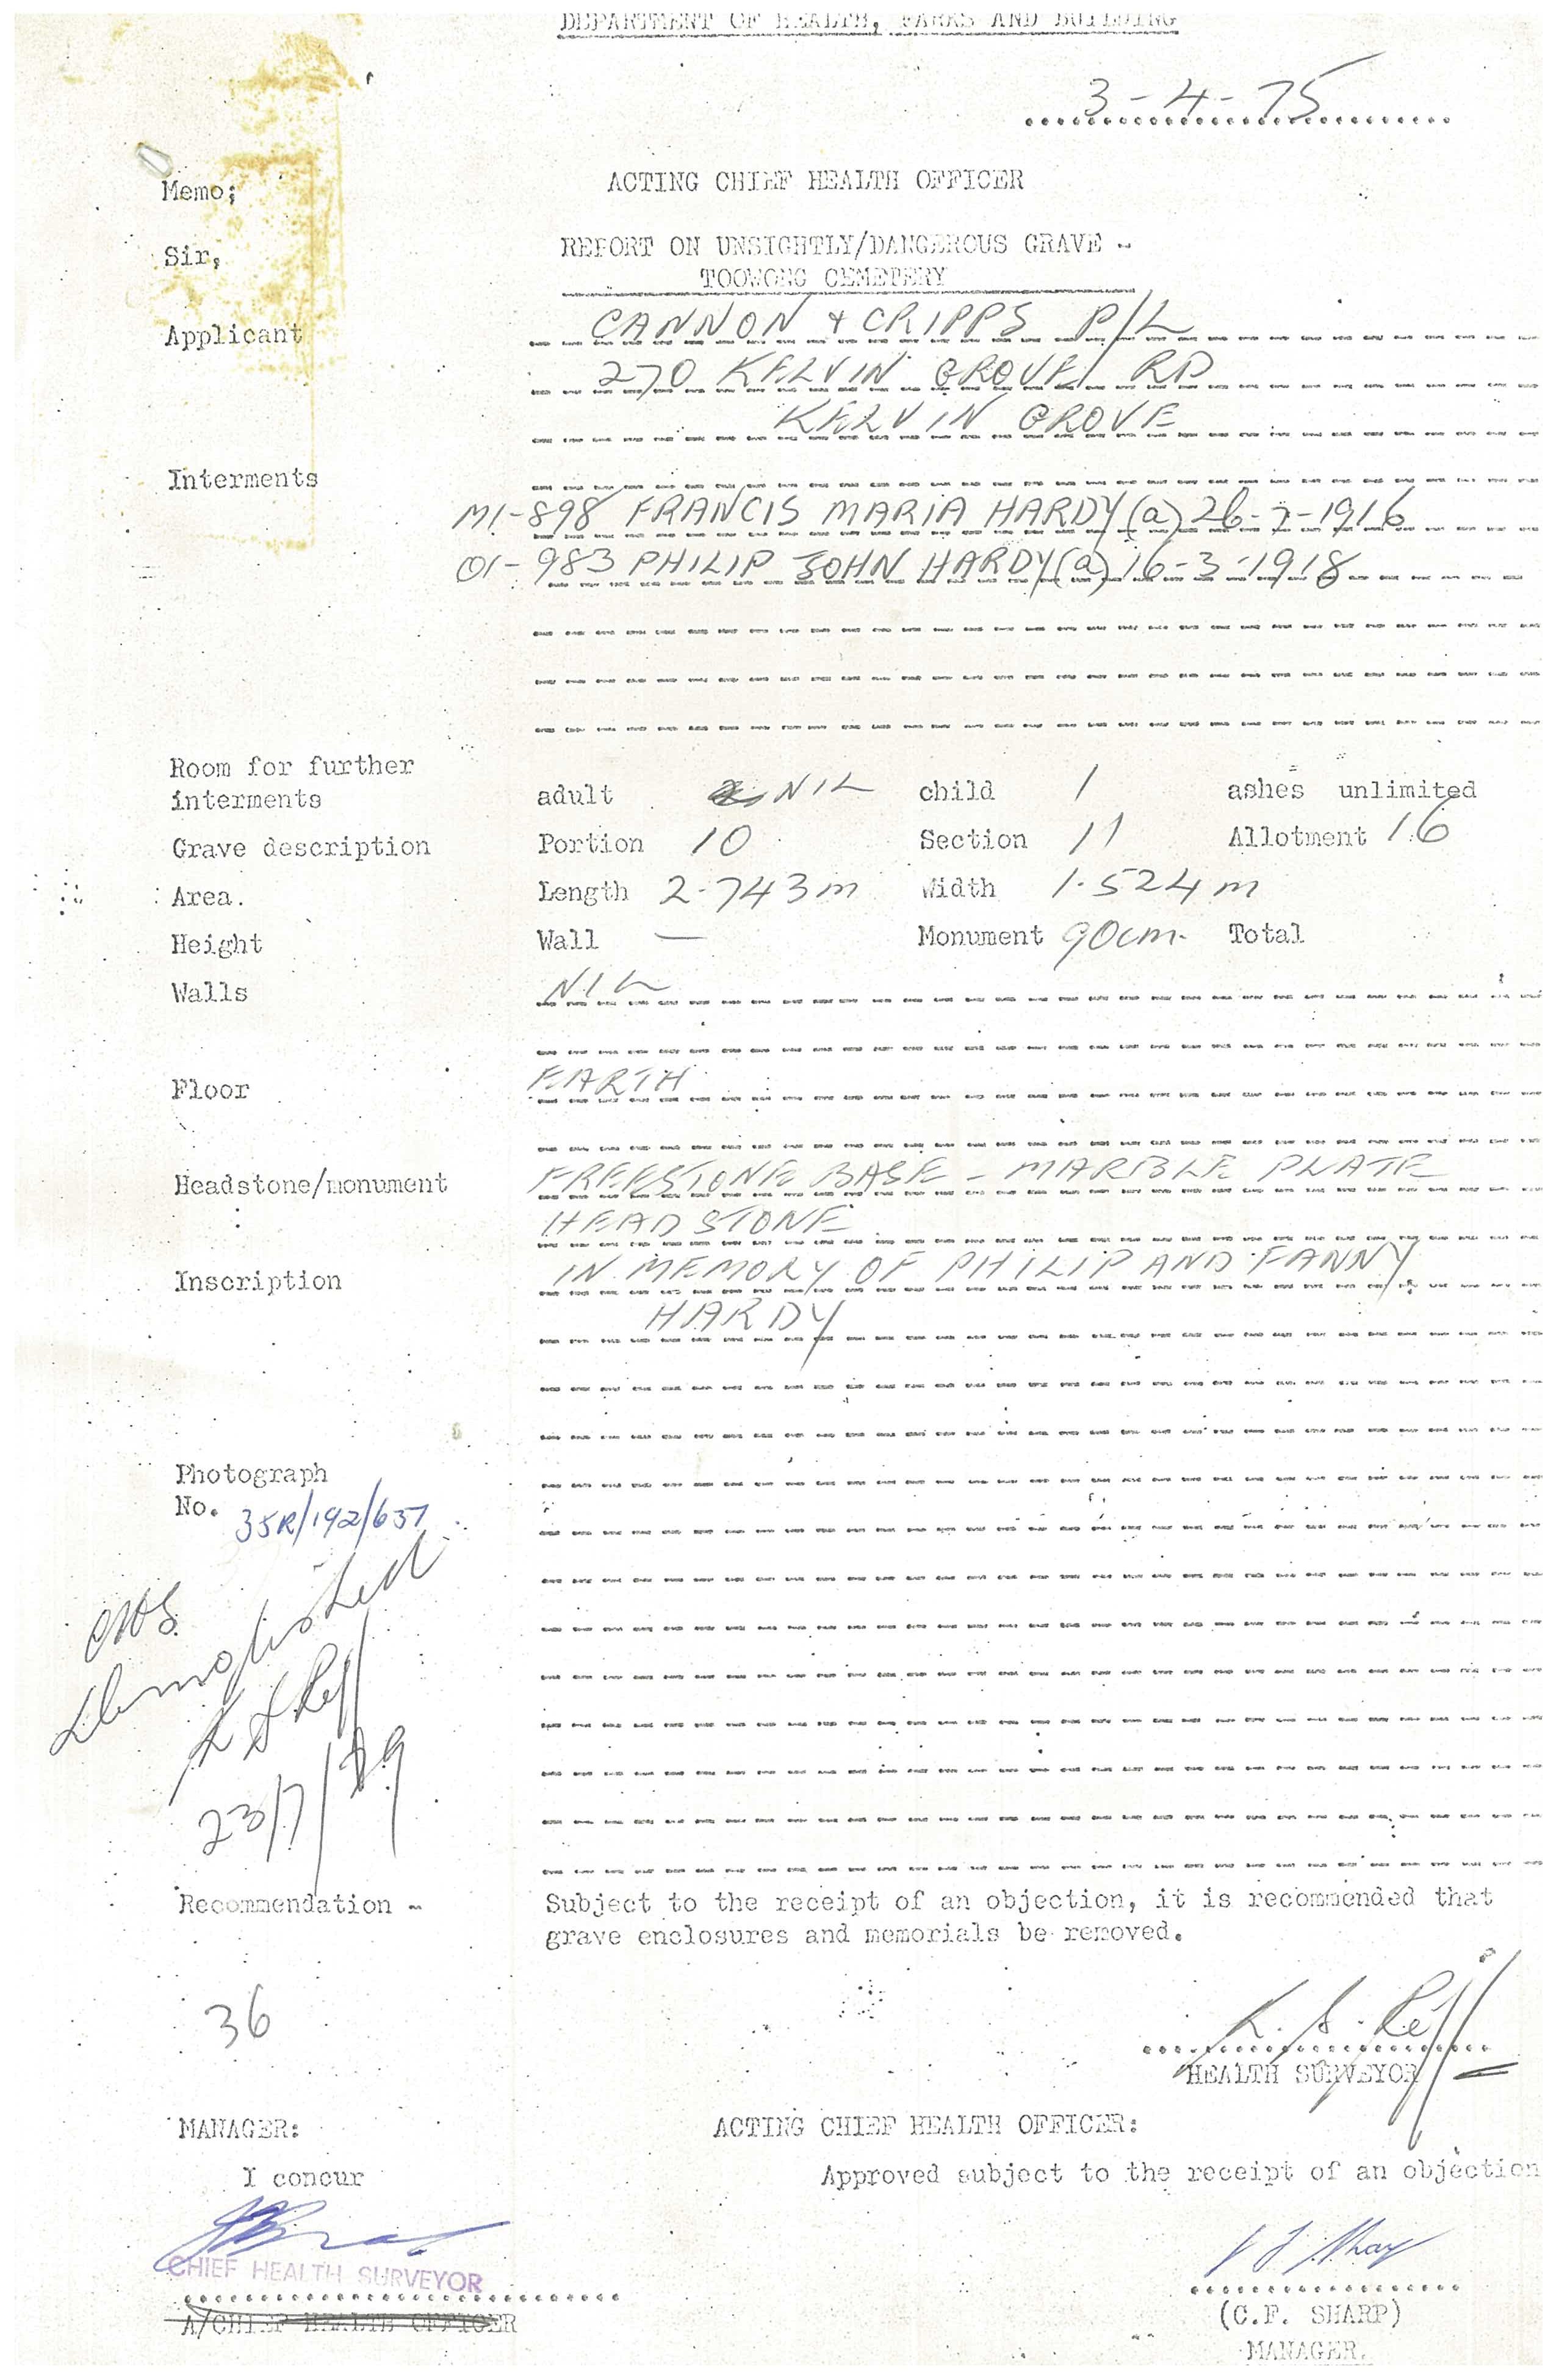 DEPARTMENT OF HEALTH, PARKS AND BUILDING
3-4-75
Memo; ACTING CHIEF HEALTH OFFICER
Sir, REPORT ON UNSIGHTLY/DANGEROUS GRAVE -
TOOWONG CEMETERY
Applicant CANNON & CRIPPS P/L
270 KELVIN GROVE RD
KELVIN GROVE
Interments
M1-898 FRANCIS MARIA HARDY (a) 26-7-1916
O1-983 PHILIP JOHN HARDY (a) 16-3-1918
Room for further
interments adult NIL child 1 ashes unlimited
Grave description Portion 10 Section 11 Allotment 16
Area. Length 2.743m Width 1.524m
Height Wall — Monument 90cm. Total
Walls NIL
Floor EARTH
Headstone/monument FREESTONE BASE - MARBLE PLATE
HEADSTONE
Inscription IN MEMORY OF PHILIP AND FANNY
HARDY
Photograph
No. 35R/192/657
Demolished
23/7/79
Recommendation - Subject to the receipt of an objection, it is recommended that
grave enclosures and memorials be removed.
36
HEALTH SURVEYOR
MANAGER: ACTING CHIEF HEALTH OFFICER:
I concur Approved subject to the receipt of an objection
CHIEF HEALTH SURVEYOR
A/CHIEF HEALTH OFFICER
(C.F. SHARP)
MANAGER.